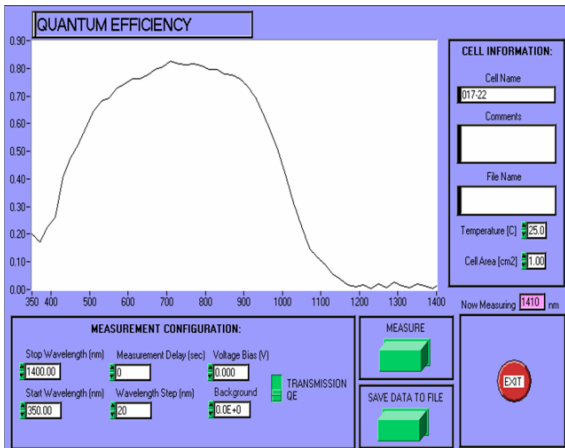 QUANTUM EFFICIENCY
0.90
0.80
0.70
0.60
0.50
0.40
0.30
0.20
0.10
0.00
350 400 500 600 700 800 900 1000 1100 1200 1300 1400
CELL INFORMATION:
Cell Name
017-22
Comments
File Name
Temperature [C] 25.0
Cell Area [cm2] 1.00
Now Measuring 1410 nm
MEASUREMENT CONFIGURATION:
Stop Wavelength (nm) Measurement Delay (sec) Voltage Bias (V)
1400.00 0 0.000
Start Wavelength (nm) Wavelength Step (nm) Background
350.00 20 0.0E+0
TRANSMISSION
QE
MEASURE
SAVE DATA TO FILE
EXIT